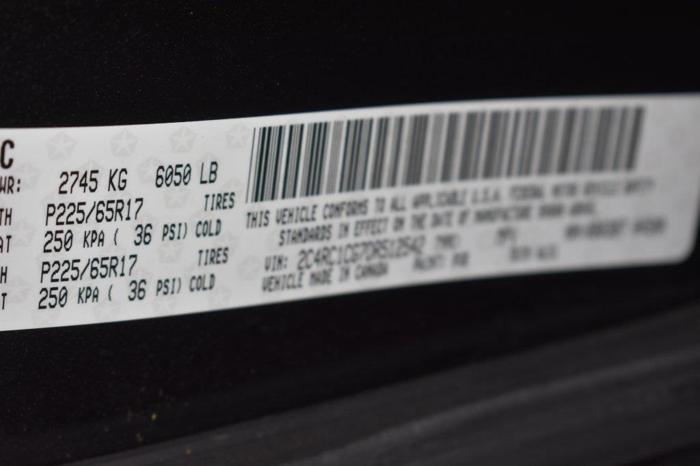 C
WR: 2745 KG 6050 LB
TH P225/65R17 TIRES
AT 250 KPA ( 36 PSI) COLD
H P225/65R17 TIRES
T 250 KPA ( 36 PSI) COLD
THIS VEHICLE CONFORMS TO ALL APPLICABLE U.S.A. FEDERAL MOTOR VEHICLE SAFETY
STANDARDS IN EFFECT ON THE DATE OF MANUFACTURE SHOWN ABOVE.
VIN:
VEHICLE MADE IN CANADA